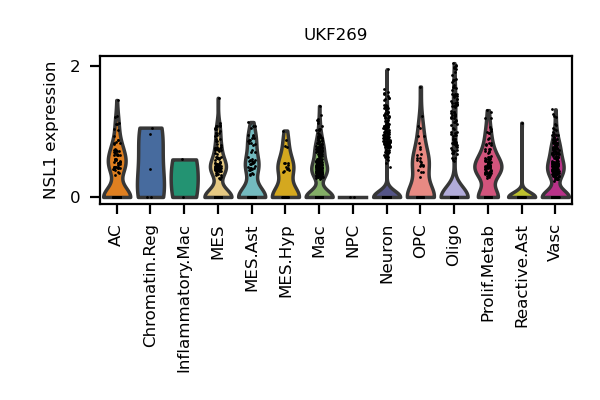 UKF269
NSL1 expression
2
0
AC
Chromatin.Reg
Inflammatory.Mac
MES
MES.Ast
MES.Hyp
Mac
NPC
Neuron
OPC
Oligo
Prolif.Metab
Reactive.Ast
Vasc